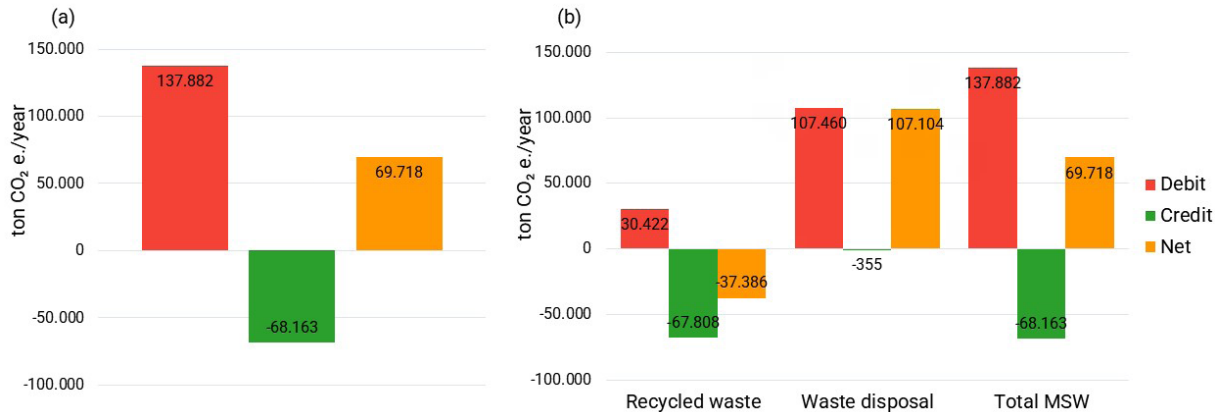 (a)
ton CO₂ e./year
150.000
100.000
50.000
0
-50.000
-100.000
137.882
-68.163
69.718
(b)
ton CO₂ e./year
150.000
100.000
50.000
0
-50.000
-100.000
30.422
-67.808
-37.386
107.460
-355
107.104
137.882
-68.163
69.718
Recycled waste
Waste disposal
Total MSW
Debit
Credit
Net